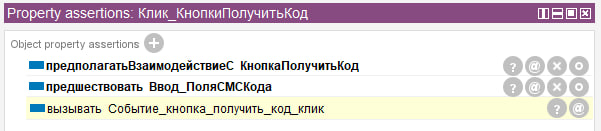 Property assertions: Клик_КнопкиПолучитьКод
Object property assertions
предполагатьВзаимодействиеС КнопкаПолучитьКод
предшествовать Ввод_ПоляСМСКода
вызывать Событие_кнопка_получить_код_клик